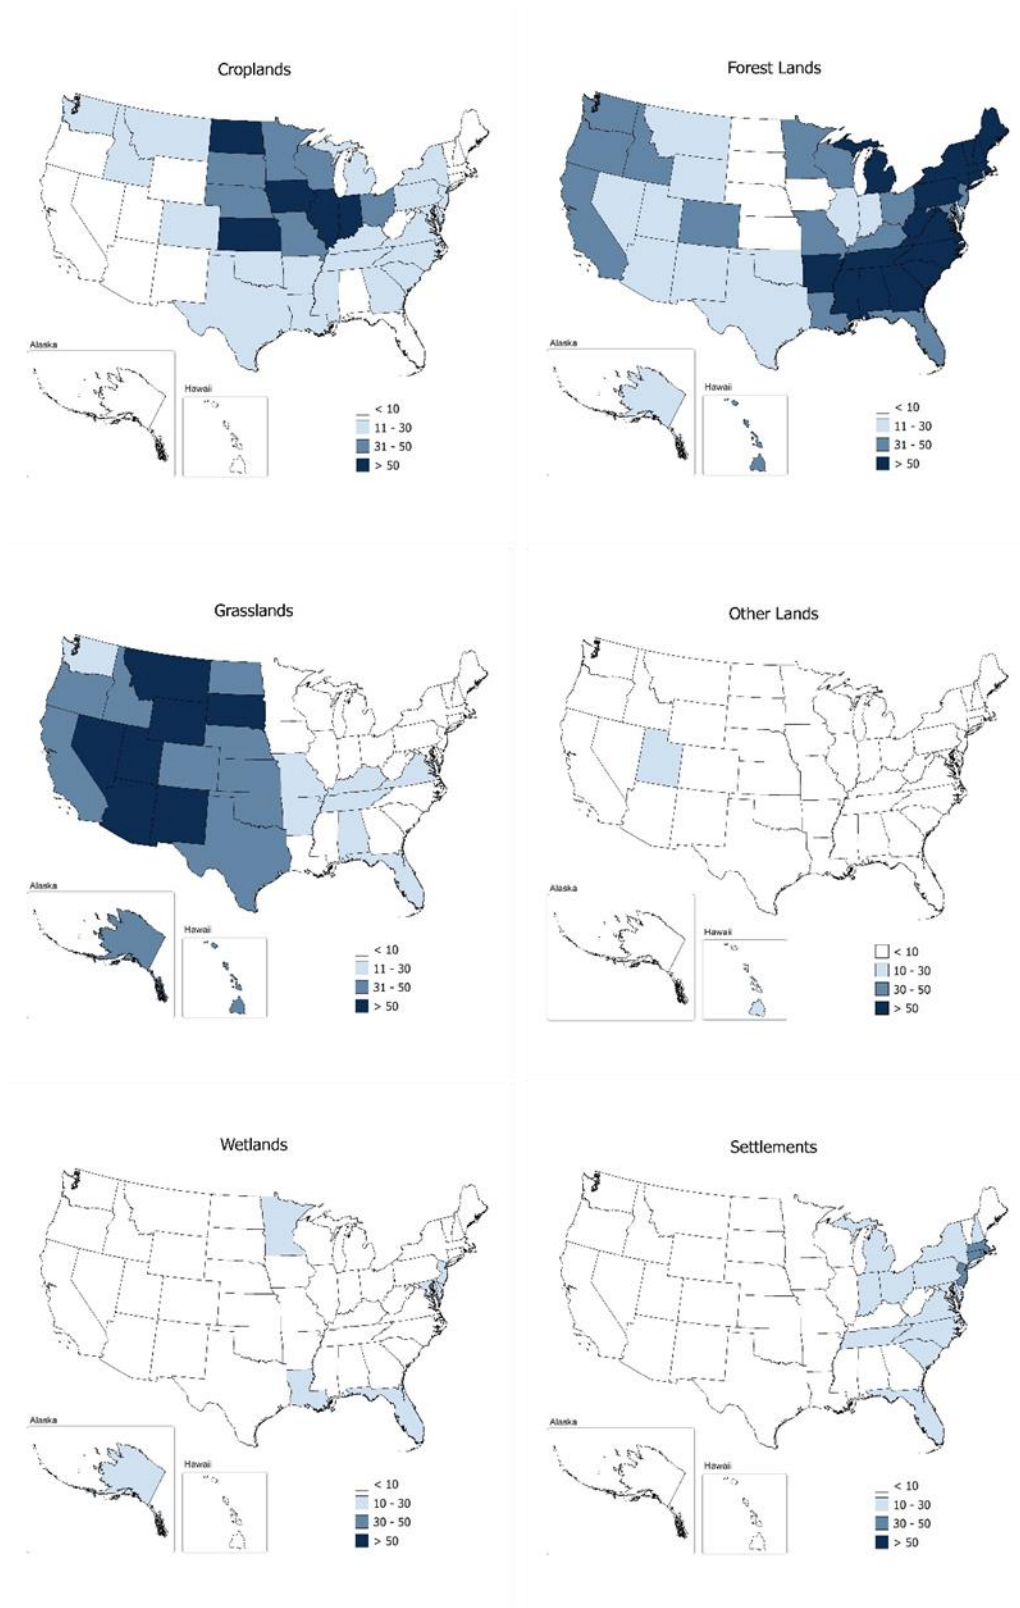 Croplands
Alaska
Hawaii
< 10
11 - 30
31 - 50
> 50
Forest Lands
Alaska
Hawaii
< 10
11 - 30
31 - 50
> 50
Grasslands
Alaska
Hawaii
< 10
11 - 30
31 - 50
> 50
Other Lands
Alaska
Hawaii
< 10
10 - 30
30 - 50
> 50
Wetlands
Alaska
Hawaii
< 10
10 - 30
30 - 50
> 50
Settlements
Alaska
Hawaii
< 10
10 - 30
30 - 50
> 50